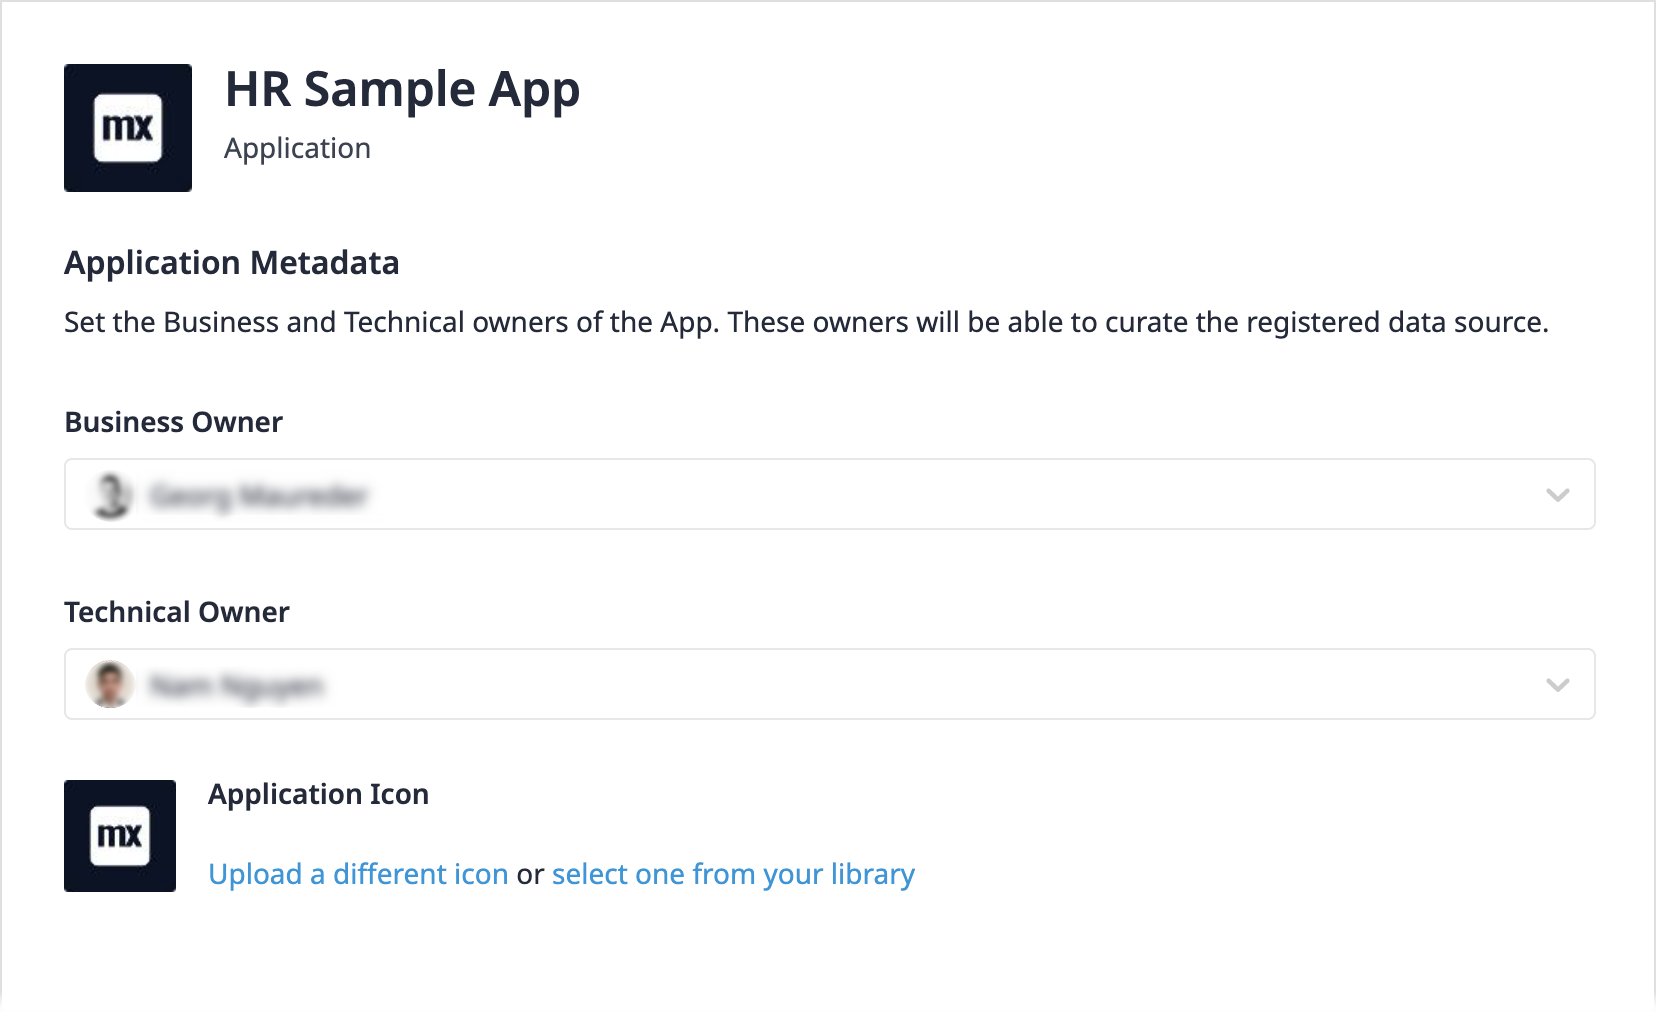 mx
HR Sample App
Application
Application Metadata
Set the Business and Technical owners of the App. These owners will be able to curate the registered data source.
Business Owner
Technical Owner
mx
Application Icon
Upload a different icon or select one from your library